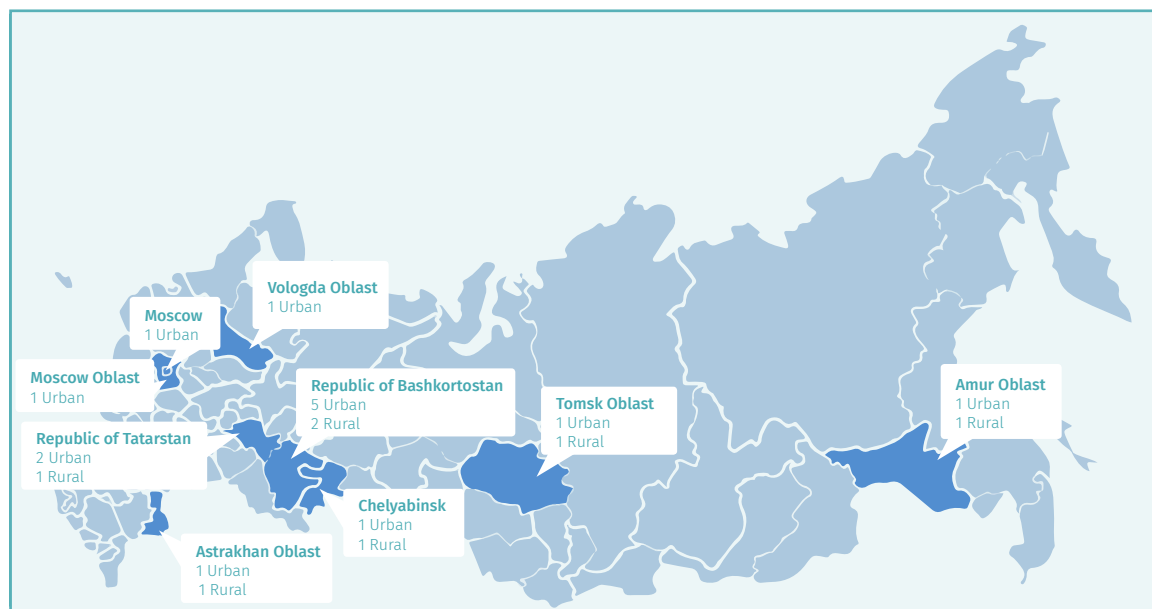 Vologda Oblast
1 Urban
Moscow
1 Urban
Moscow Oblast
1 Urban
Republic of Bashkortostan
5 Urban
2 Rural
Tomsk Oblast
1 Urban
1 Rural
Amur Oblast
1 Urban
1 Rural
Republic of Tatarstan
2 Urban
1 Rural
Chelyabinsk
1 Urban
1 Rural
Astrakhan Oblast
1 Urban
1 Rural